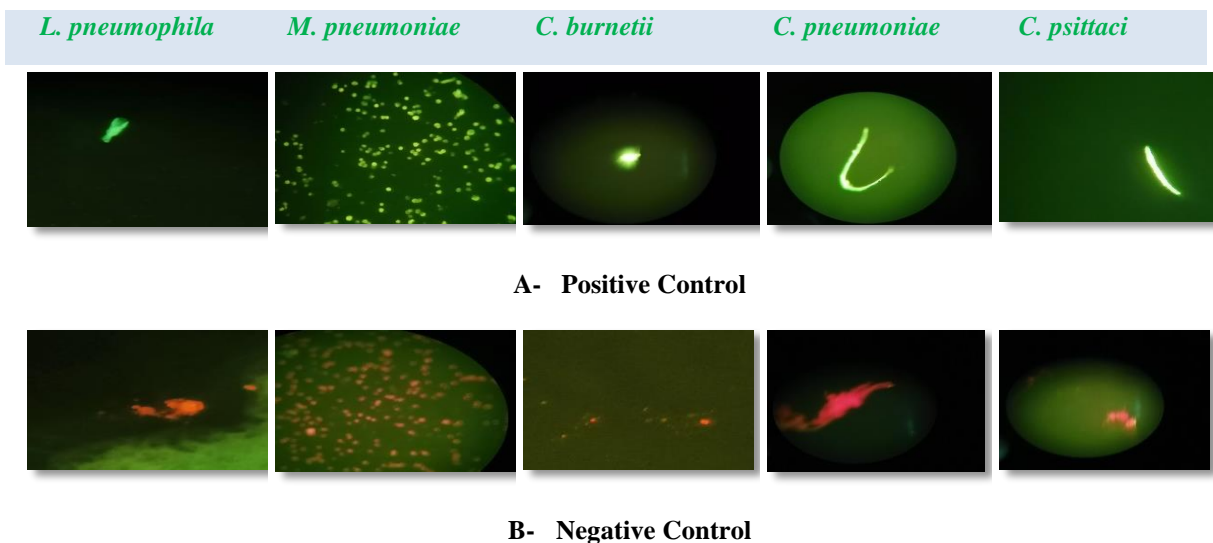 L. pneumophila M. pneumoniae C. burnetii C. pneumoniae C. psittaci
A- Positive Control
B- Negative Control